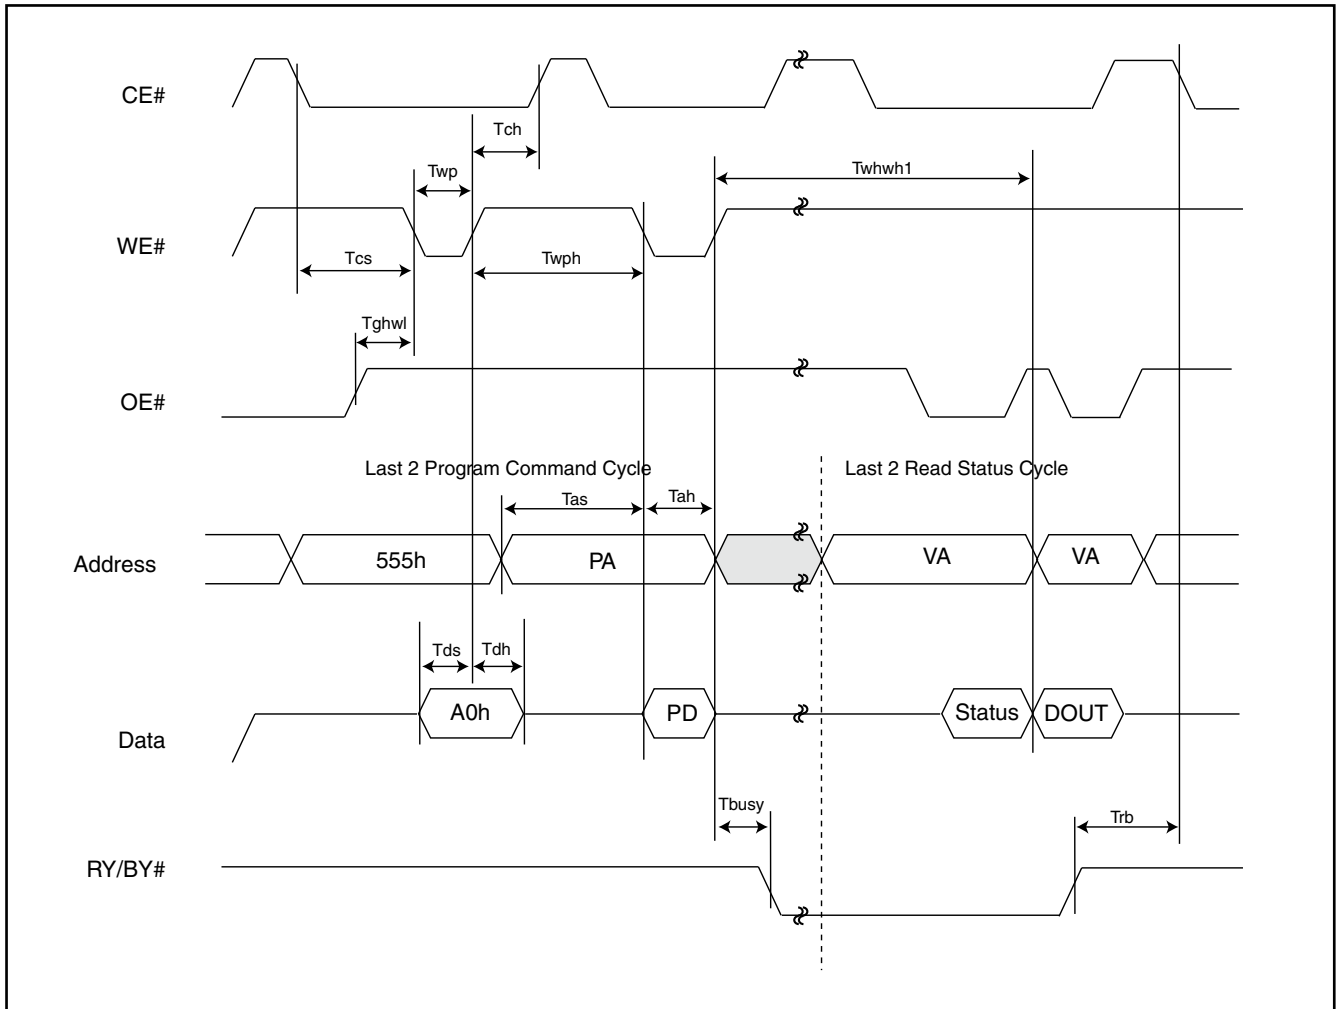 CE#
Tch
Twp
Twhwh1
WE#
Tcs
Twph
Tghwl
OE#
Last 2 Program Command Cycle
Last 2 Read Status Cycle
Tas
Tah
Address
555h
PA
VA
VA
Tds
Tdh
A0h
PD
Status
DOUT
Data
Tbusy
Trb
RY/BY#